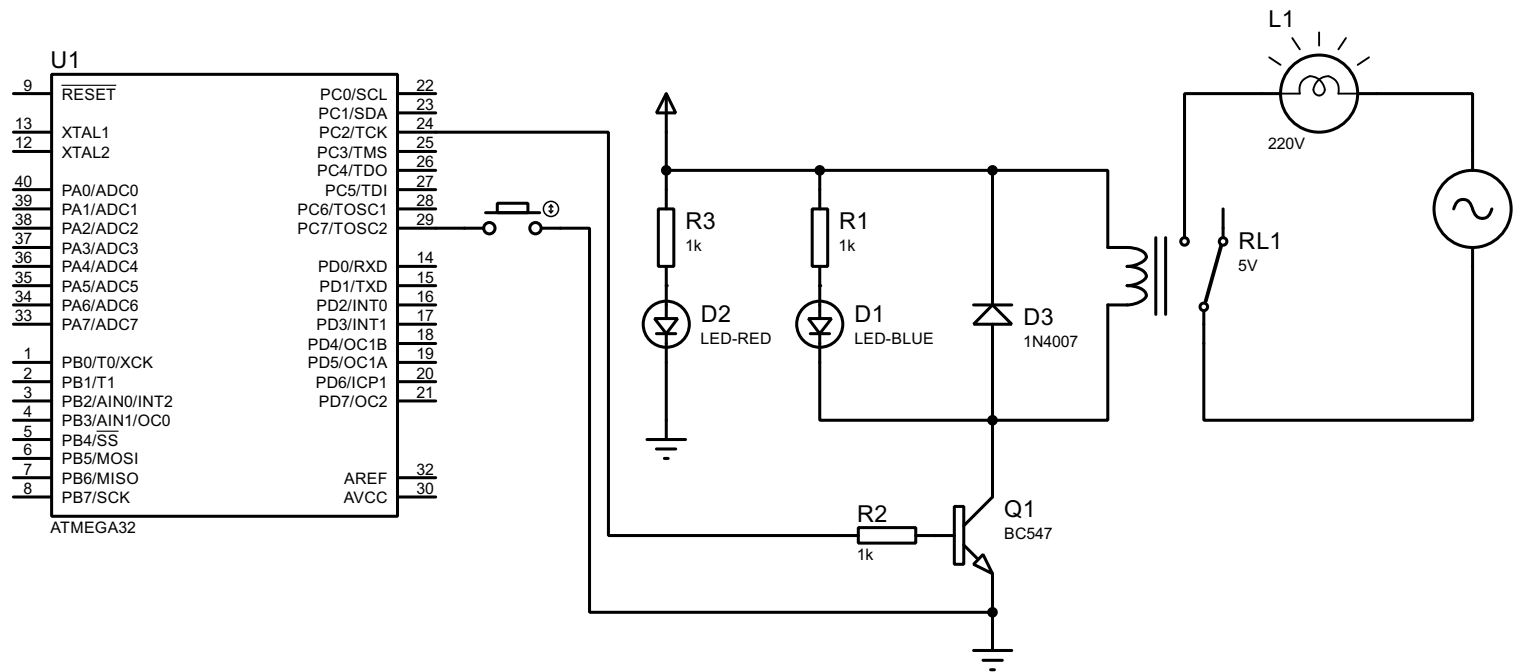 U1
9
RESET
13
XTAL1
12
XTAL2
40
PA0/ADC0
39
PA1/ADC1
38
PA2/ADC2
37
PA3/ADC3
36
PA4/ADC4
35
PA5/ADC5
34
PA6/ADC6
33
PA7/ADC7
1
PB0/T0/XCK
2
PB1/T1
3
PB2/AIN0/INT2
4
PB3/AIN1/OC0
5
PB4/SS
6
PB5/MOSI
7
PB6/MISO
8
PB7/SCK
PC0/SCL
22
PC1/SDA
23
PC2/TCK
24
PC3/TMS
25
PC4/TDO
26
PC5/TDI
27
PC6/TOSC1
28
PC7/TOSC2
29
PD0/RXD
14
PD1/TXD
15
PD2/INT0
16
PD3/INT1
17
PD4/OC1B
18
PD5/OC1A
19
PD6/ICP1
20
PD7/OC2
21
AREF
32
AVCC
30
ATMEGA32
R3
1k
D2
LED-RED
R1
1k
D1
LED-BLUE
D3
1N4007
R2
1k
Q1
BC547
L1
220V
RL1
5V